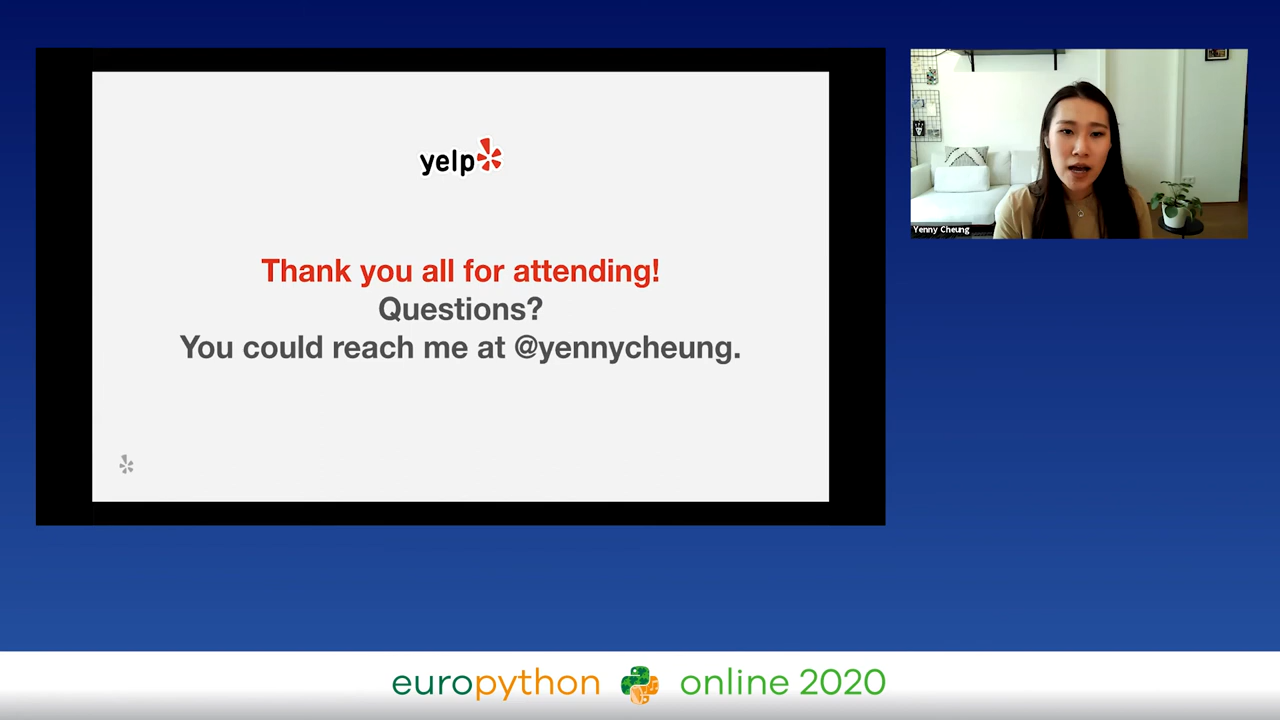 yelp
Thank you all for attending!
Questions?
You could reach me at @yennycheung.
Yenny Cheung
europython online 2020